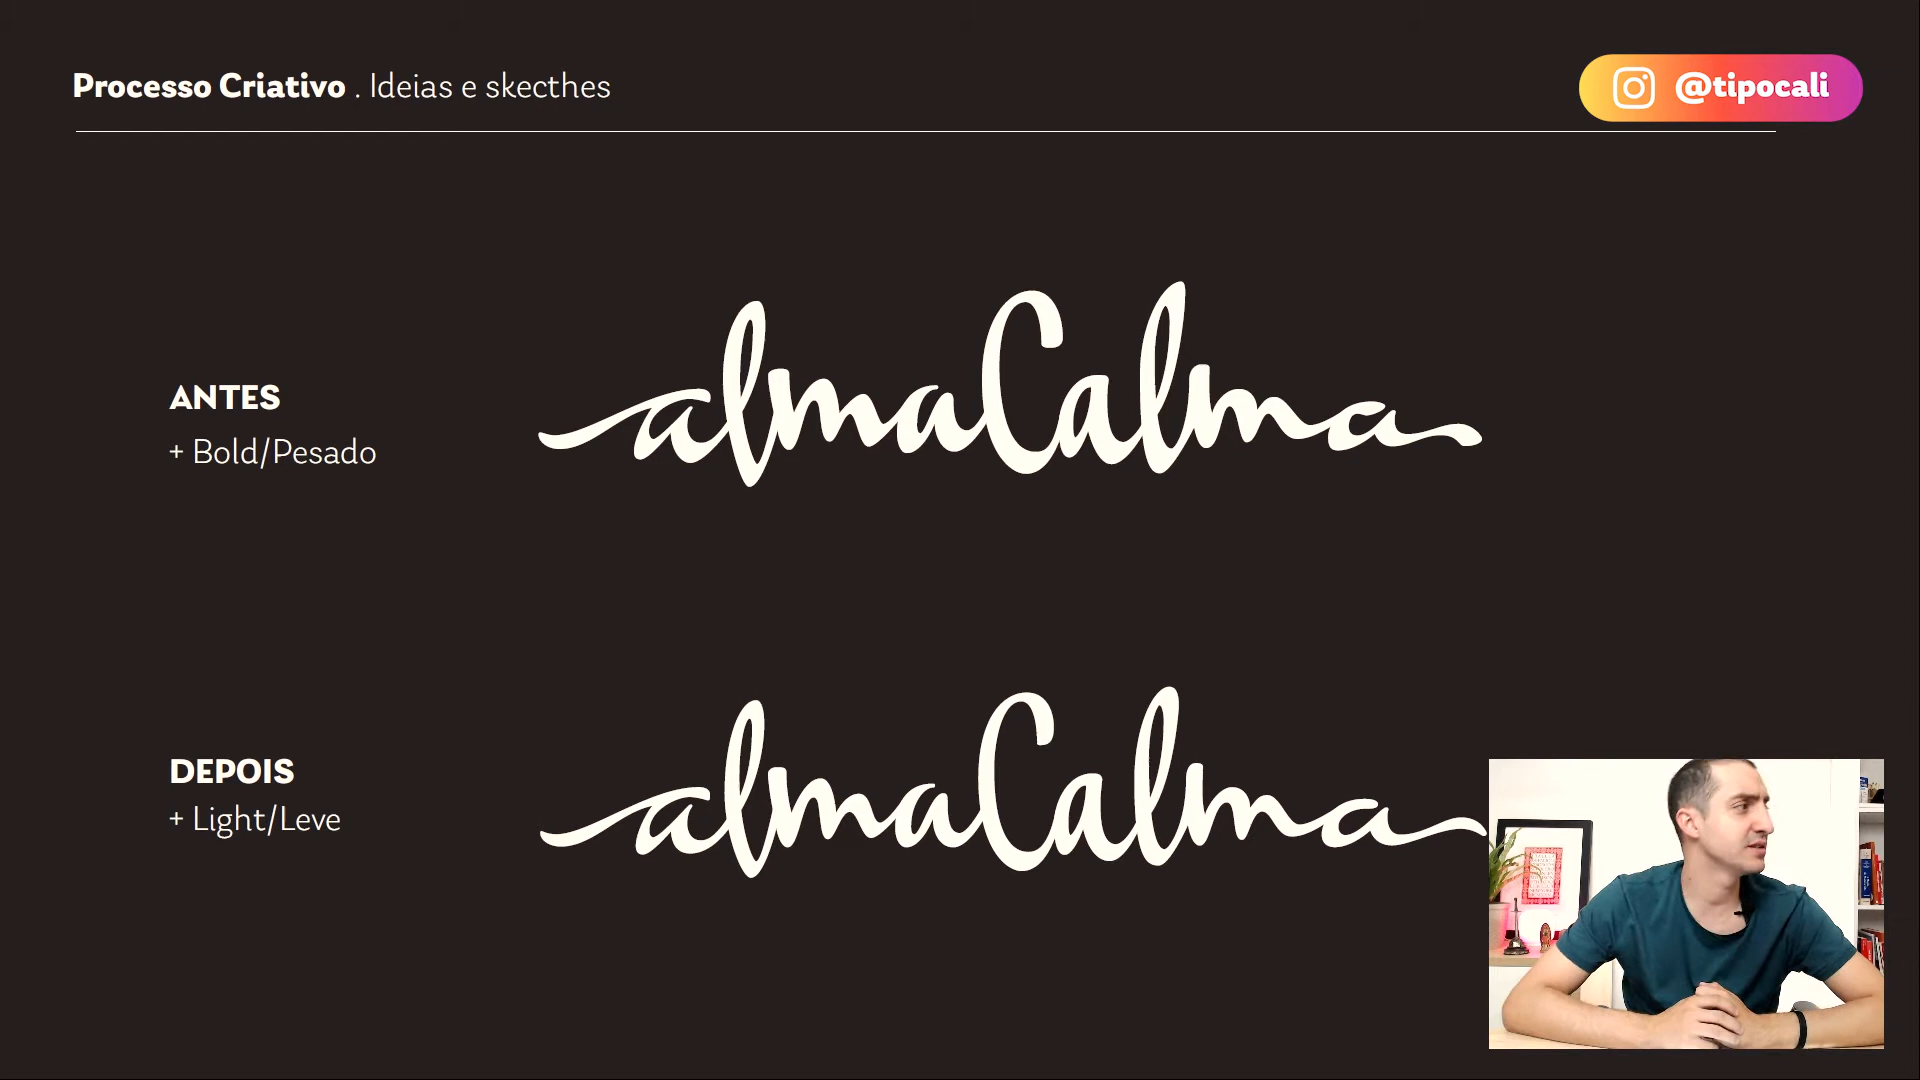 Processo Criativo . Ideias e skecthes
@tipocali
ANTES
+ Bold/Pesado
almaCalma
DEPOIS
+ Light/Leve
almaCalma